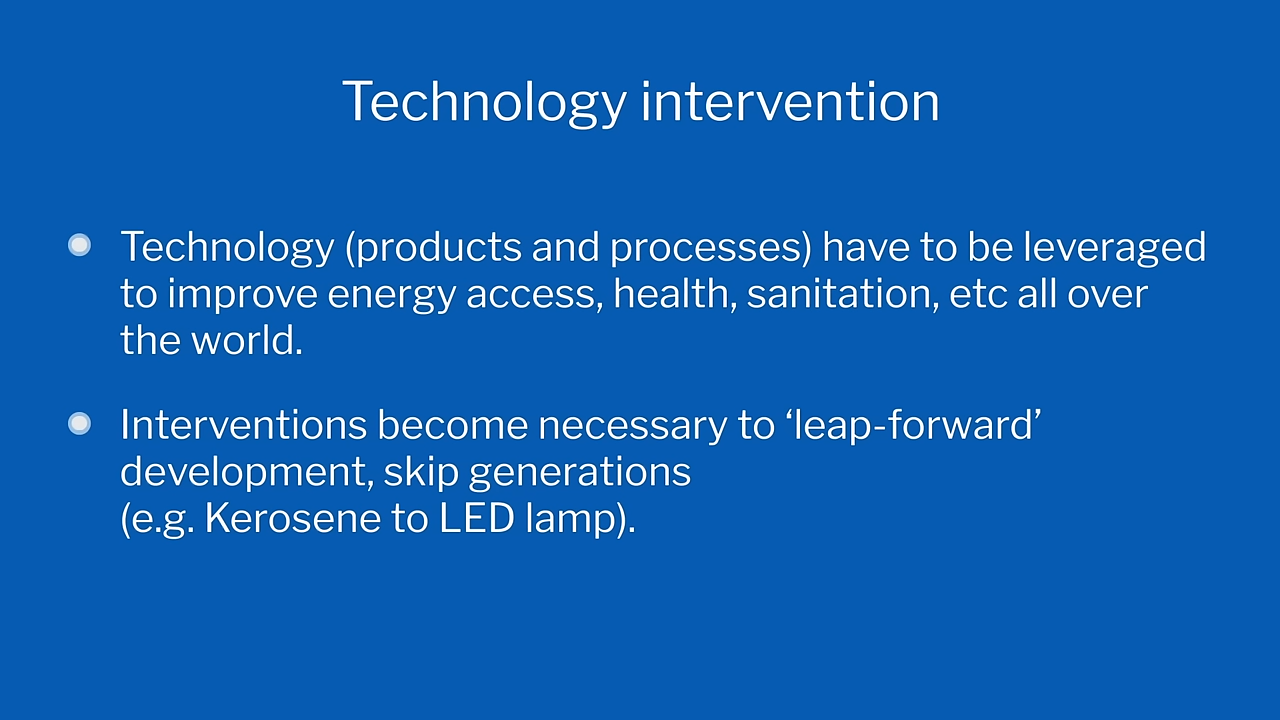 Technology intervention
Technology (products and processes) have to be leveraged
to improve energy access, health, sanitation, etc all over
the world.
Interventions become necessary to ‘leap-forward’
development, skip generations
(e.g. Kerosene to LED lamp).